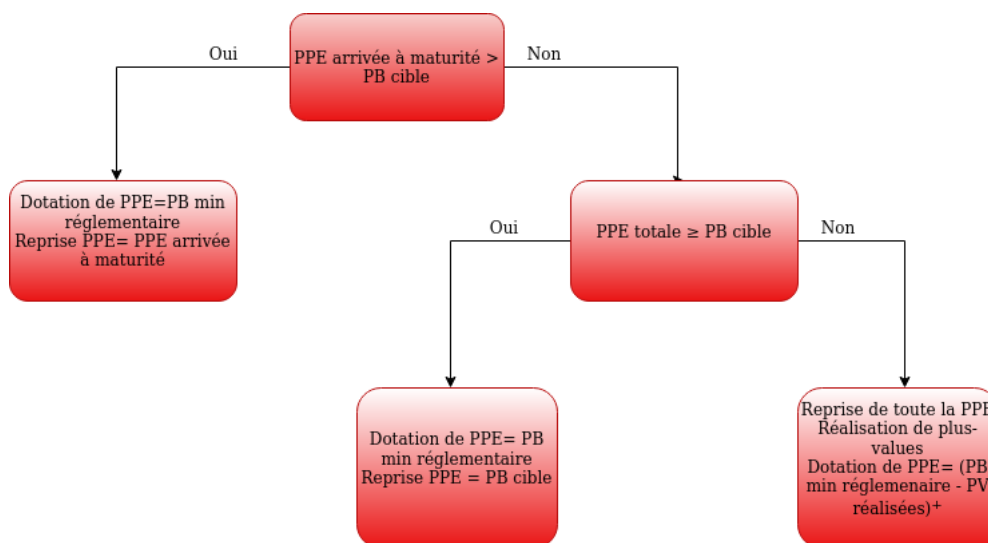 Oui
PPE arrivée à maturité >
PB cible
Non
Dotation de PPE=PB min
réglementaire
Reprise PPE= PPE arrivée
à maturité
Oui
PPE totale ≥ PB cible
Non
Dotation de PPE= PB
min réglementaire
Reprise PPE = PB cible
Reprise de toute la PPE
Réalisation de plus-
values
Dotation de PPE= (PB
min réglemenaire - PV
réalisées)⁺